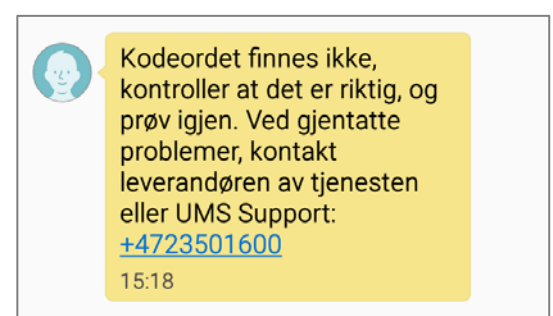 Kodeordet finnes ikke,
kontroller at det er riktig, og
prøv igjen. Ved gjentatte
problemer, kontakt
leverandøren av tjenesten
eller UMS Support:
+4723501600
15:18